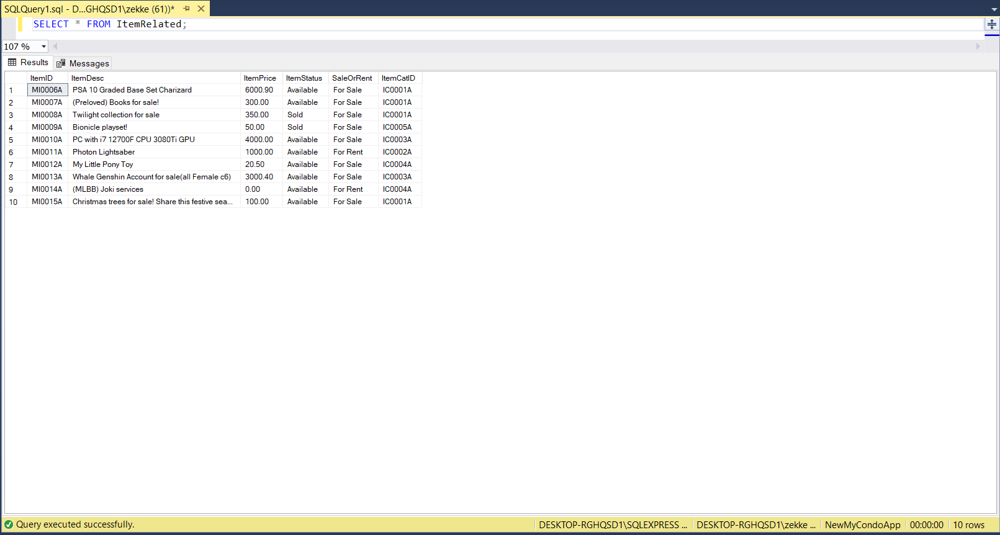 SQLQuery1.sql - D...GHQSD1\zekke (61))*
SELECT * FROM ItemRelated;
107 %
Results Messages
ItemID ItemDesc ItemPrice ItemStatus SaleOrRent ItemCatID
1 MI0006A PSA 10 Graded Base Set Charizard 6000.90 Available For Sale IC0001A
2 MI0007A (Preloved) Books for sale! 300.00 Available For Sale IC0001A
3 MI0008A Twilight collection for sale 350.00 Sold For Sale IC0001A
4 MI0009A Bionicle playset! 50.00 Sold For Sale IC0005A
5 MI0010A PC with i7 12700F CPU 3080Ti GPU 4000.00 Available For Sale IC0003A
6 MI0011A Photon Lightsaber 1000.00 Available For Rent IC0002A
7 MI0012A My Little Pony Toy 20.50 Available For Sale IC0004A
8 MI0013A Whale Genshin Account for sale(all Female c6) 3000.40 Available For Sale IC0003A
9 MI0014A (MLBB) Joki services 0.00 Available For Rent IC0004A
10 MI0015A Christmas trees for sale! Share this festive sea... 100.00 Available For Sale IC0001A
Query executed successfully. DESKTOP-RGHQSD1\SQLEXPRESS ... DESKTOP-RGHQSD1\zekke ... NewMyCondoApp 00:00:00 10 rows